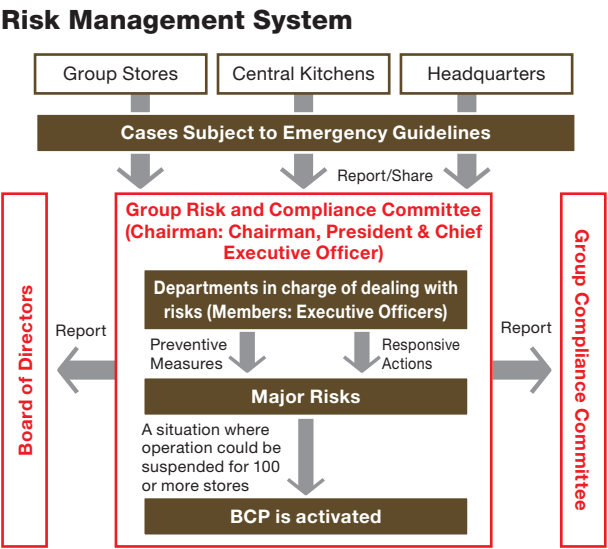 Risk Management System
Group Stores
Central Kitchens
Headquarters
Cases Subject to Emergency Guidelines
Report/Share
Group Risk and Compliance Committee
(Chairman: Chairman, President & Chief
Executive Officer)
Departments in charge of dealing with
risks (Members: Executive Officers)
Preventive
Measures
Responsive
Actions
Major Risks
A situation where
operation could be
suspended for 100
or more stores
BCP is activated
Report
Board of Directors
Report
Group Compliance Committee